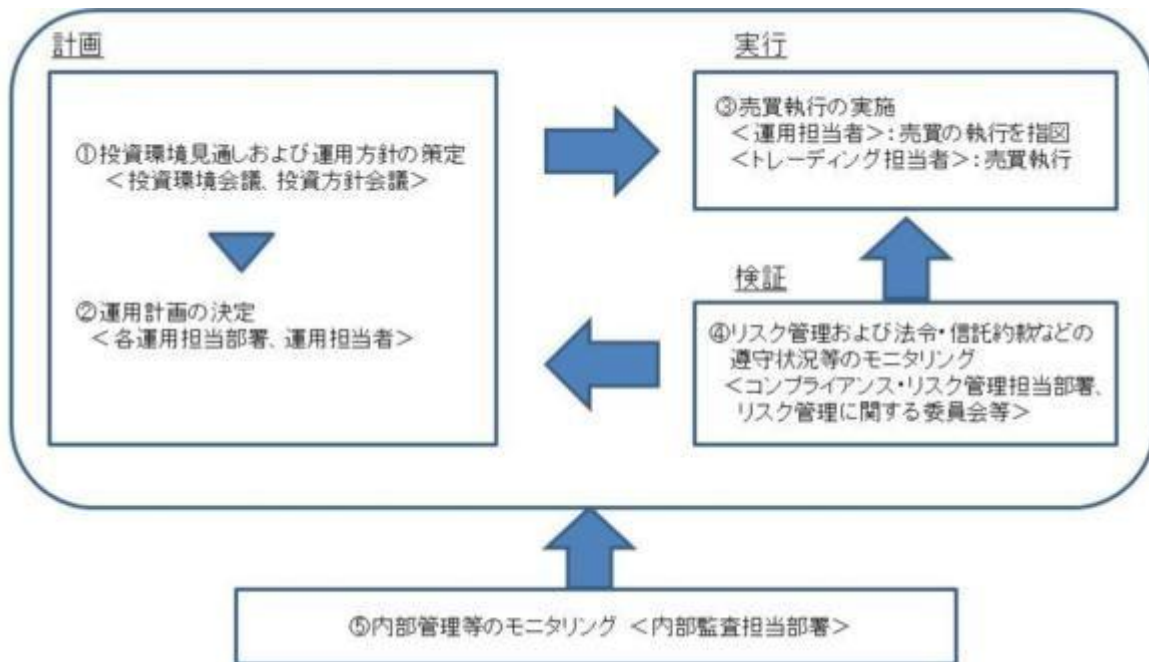 計画
①投資環境見通しおよび運用方針の策定
＜投資環境会議、投資方針会議＞
②運用計画の決定
＜各運用担当部署、運用担当者＞
実行
③売買執行の実施
＜運用担当者＞：売買の執行を指図
＜トレーディング担当者＞：売買執行
検証
④リスク管理および法令・信託約款などの
遵守状況等のモニタリング
＜コンプライアンス・リスク管理担当部署、
リスク管理に関する委員会等＞
⑤内部管理等のモニタリング ＜内部監査担当部署＞